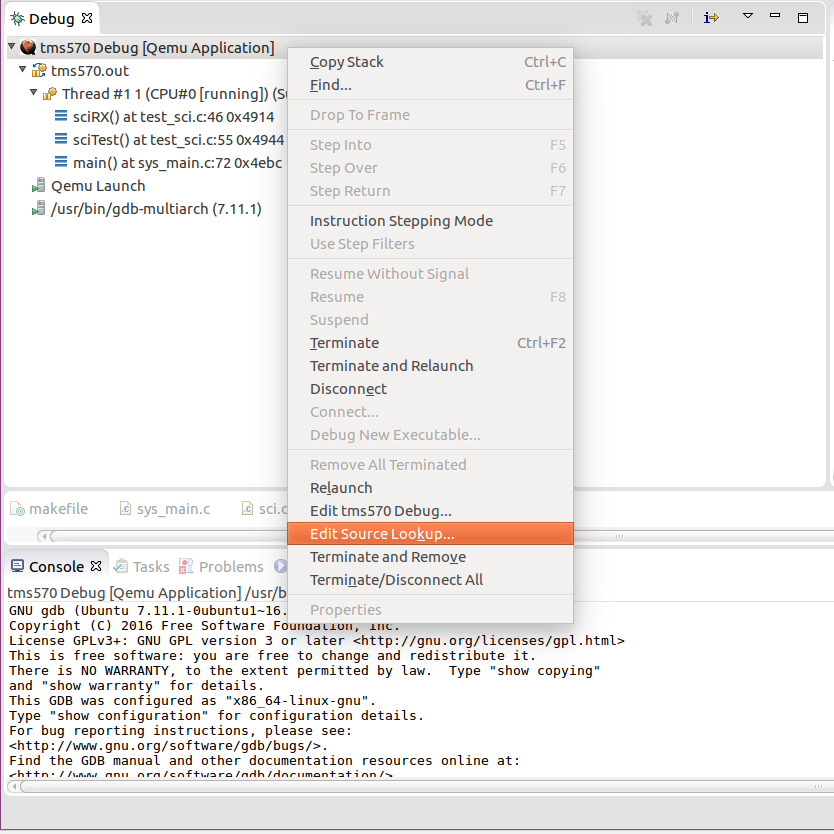 Debug
tms570 Debug [Qemu Application]
tms570.out
Thread #1 1 (CPU#0 [running]) (Su
sciRX() at test_sci.c:46 0x4914
sciTest() at test_sci.c:55 0x4944
main() at sys_main.c:72 0x4ebc
Qemu Launch
/usr/bin/gdb-multiarch (7.11.1)
Copy Stack Ctrl+C
Find... Ctrl+F
Drop To Frame
Step Into F5
Step Over F6
Step Return F7
Instruction Stepping Mode
Use Step Filters
Resume Without Signal
Resume F8
Suspend
Terminate Ctrl+F2
Terminate and Relaunch
Disconnect
Connect...
Debug New Executable...
Remove All Terminated
Relaunch
Edit tms570 Debug...
Edit Source Lookup...
Terminate and Remove
Terminate/Disconnect All
Properties
makefile sys_main.c sci.c
Console Tasks Problems
tms570 Debug [Qemu Application] /usr/b
GNU gdb (Ubuntu 7.11.1-0ubuntu1~16.
Copyright (C) 2016 Free Software Foundation, Inc.
License GPLv3+: GNU GPL version 3 or later <http://gnu.org/licenses/gpl.html>
This is free software: you are free to change and redistribute it.
There is NO WARRANTY, to the extent permitted by law.  Type "show copying"
and "show warranty" for details.
This GDB was configured as "x86_64-linux-gnu".
Type "show configuration" for configuration details.
For bug reporting instructions, please see:
<http://www.gnu.org/software/gdb/bugs/>.
Find the GDB manual and other documentation resources online at:
<http://www.gnu.org/software/gdb/documentation/>